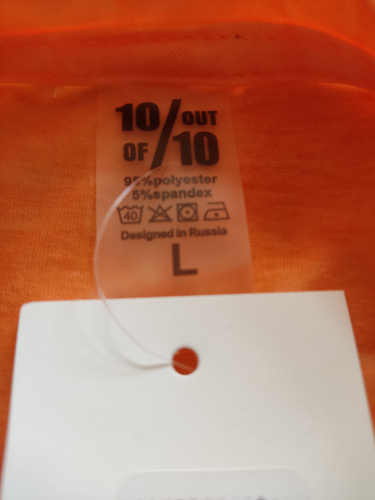 10/OUT
OF/10
95%polyester
5%spandex
40
Designed in Russia
L